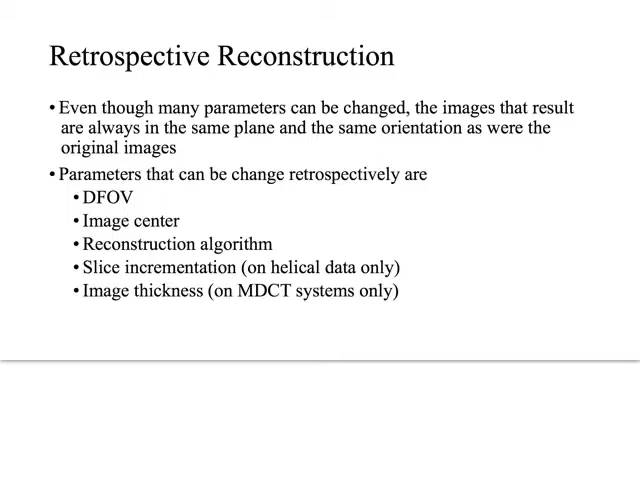 Retrospective Reconstruction
• Even though many parameters can be changed, the images that result
are always in the same plane and the same orientation as were the
original images
• Parameters that can be change retrospectively are
• DFOV
• Image center
• Reconstruction algorithm
• Slice incrementation (on helical data only)
• Image thickness (on MDCT systems only)